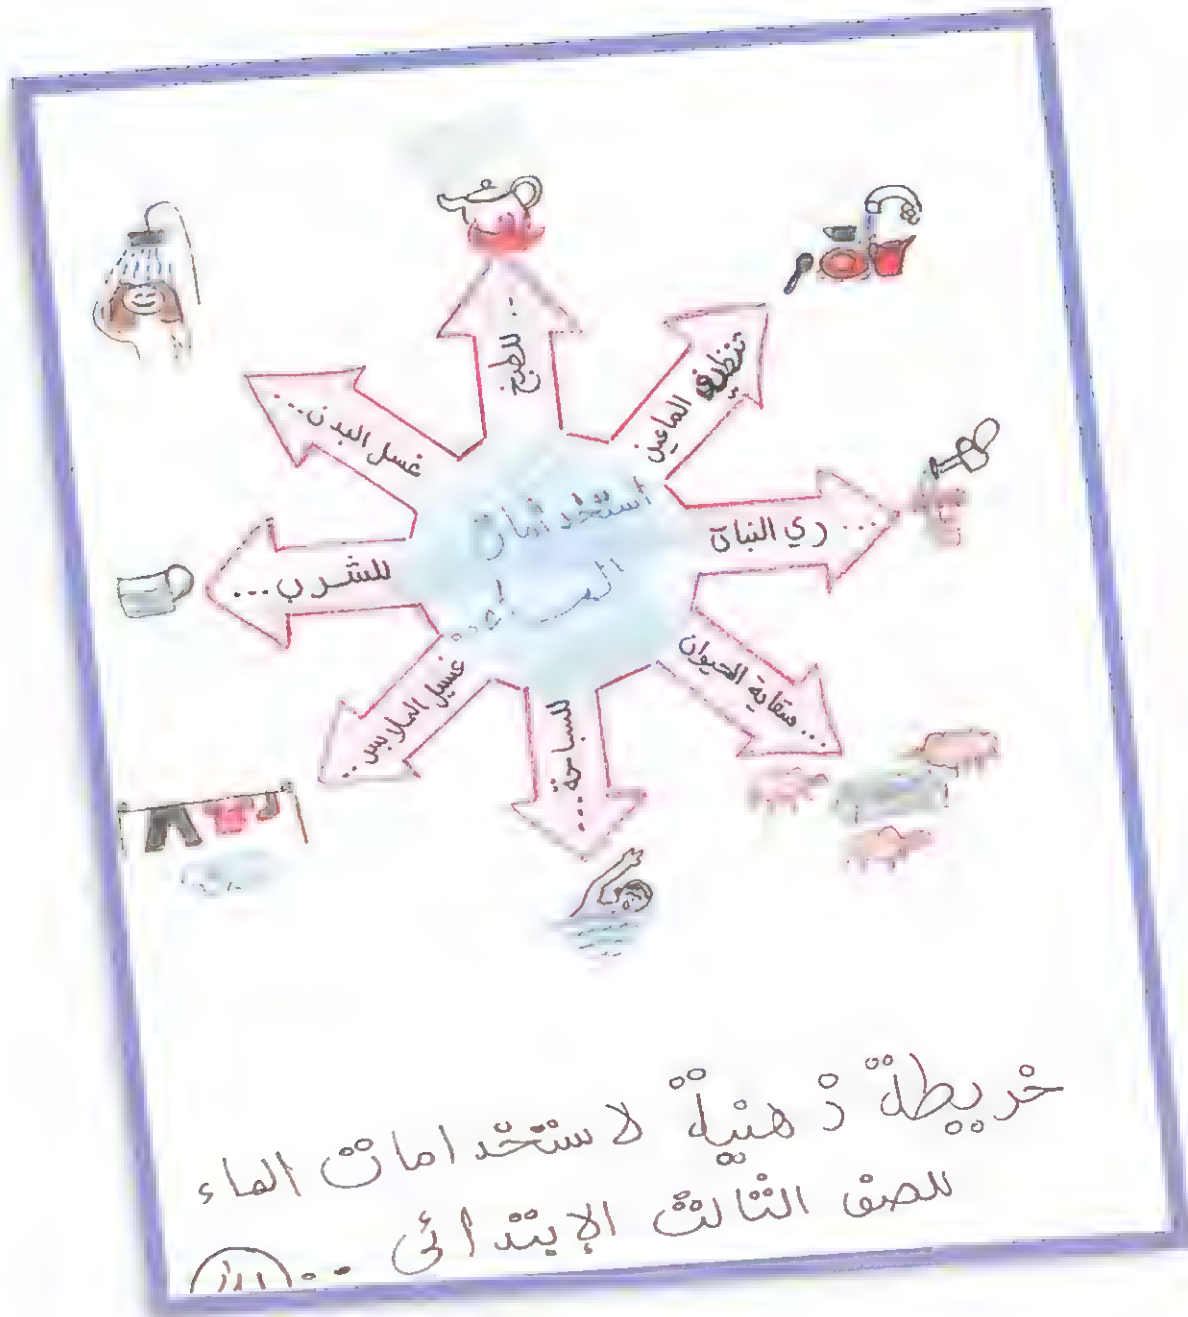 استخدامات
الماء..
للطبخ...
تنظيف الماعين
ري النبات...
سقاية الحيوان...
للسباحة...
غسيل الملابس...
للشرب...
غسل البدن...
خريطة ذهنية لاستخدامات الماء
للصف الثالث الإبتدائى ..